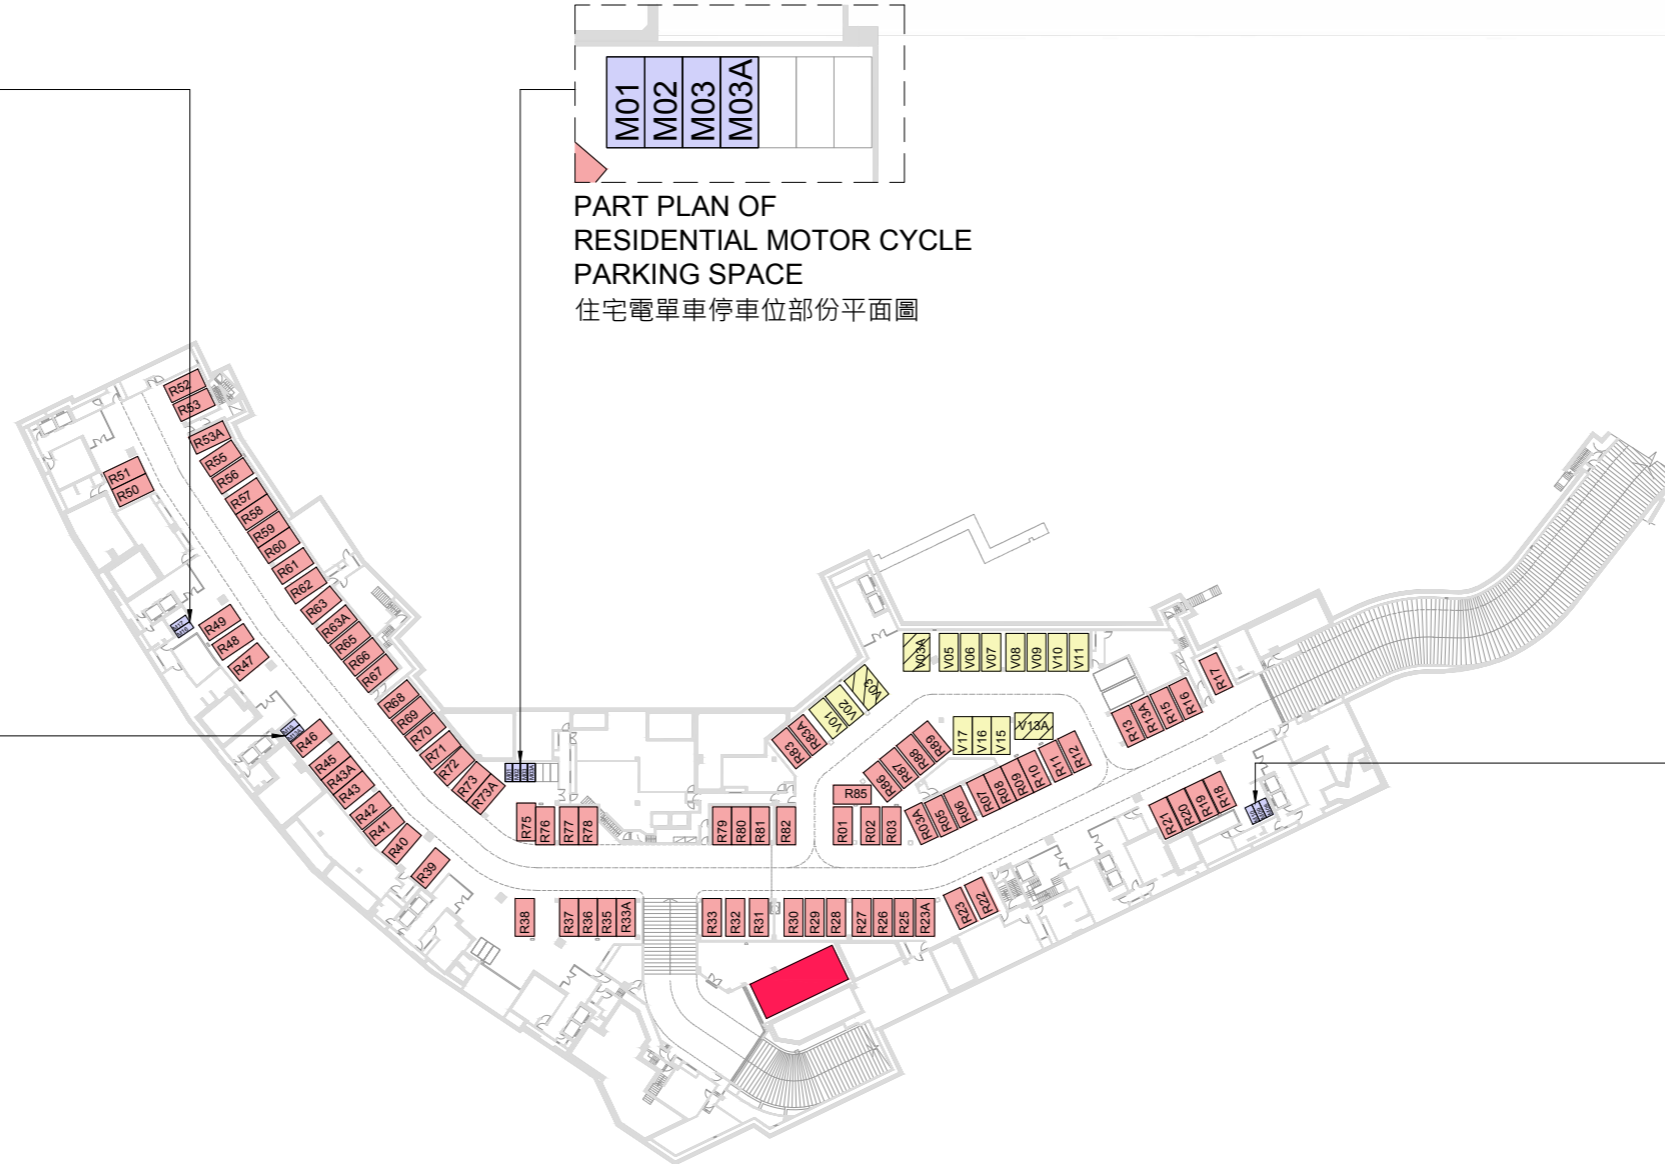 M01
M02
M03
M03A
PART PLAN OF
RESIDENTIAL MOTOR CYCLE
PARKING SPACE
住宅電單車停車位部份平面圖
R52
R53
R53A
R55
R56
R57
R58
R59
R60
R61
R62
R63
R63A
R65
R66
R67
R68
R69
R70
R71
R72
R73
R73A
R51
R50
R49
R48
R47
R46
R45
R43A
R43
R42
R41
R40
R39
R75
R76
R77
R78
R79
R80
R81
R82
R83
R83A
V01
V02
V03
V03A
V05
V06
V07
V08
V09
V10
V11
V17
V16
V15
V13A
R85
R86
R87
R88
R89
R01
R02
R03
R03A
R05
R06
R07
R08
R09
R10
R11
R12
R13
R13A
R15
R16
R17
R21
R20
R19
R18
R38
R37
R36
R35
R33A
R33
R32
R31
R30
R29
R28
R27
R26
R25
R23A
R23
R22